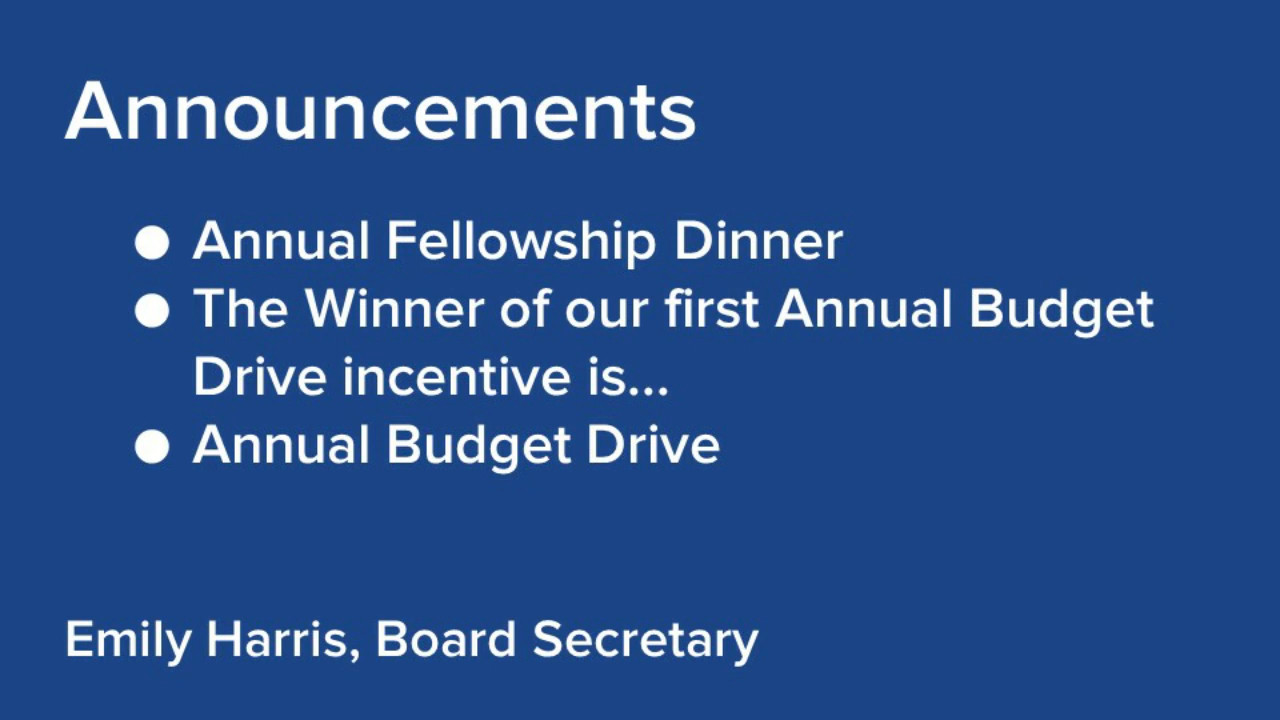 Announcements
● Annual Fellowship Dinner
● The Winner of our first Annual Budget
Drive incentive is...
● Annual Budget Drive
Emily Harris, Board Secretary